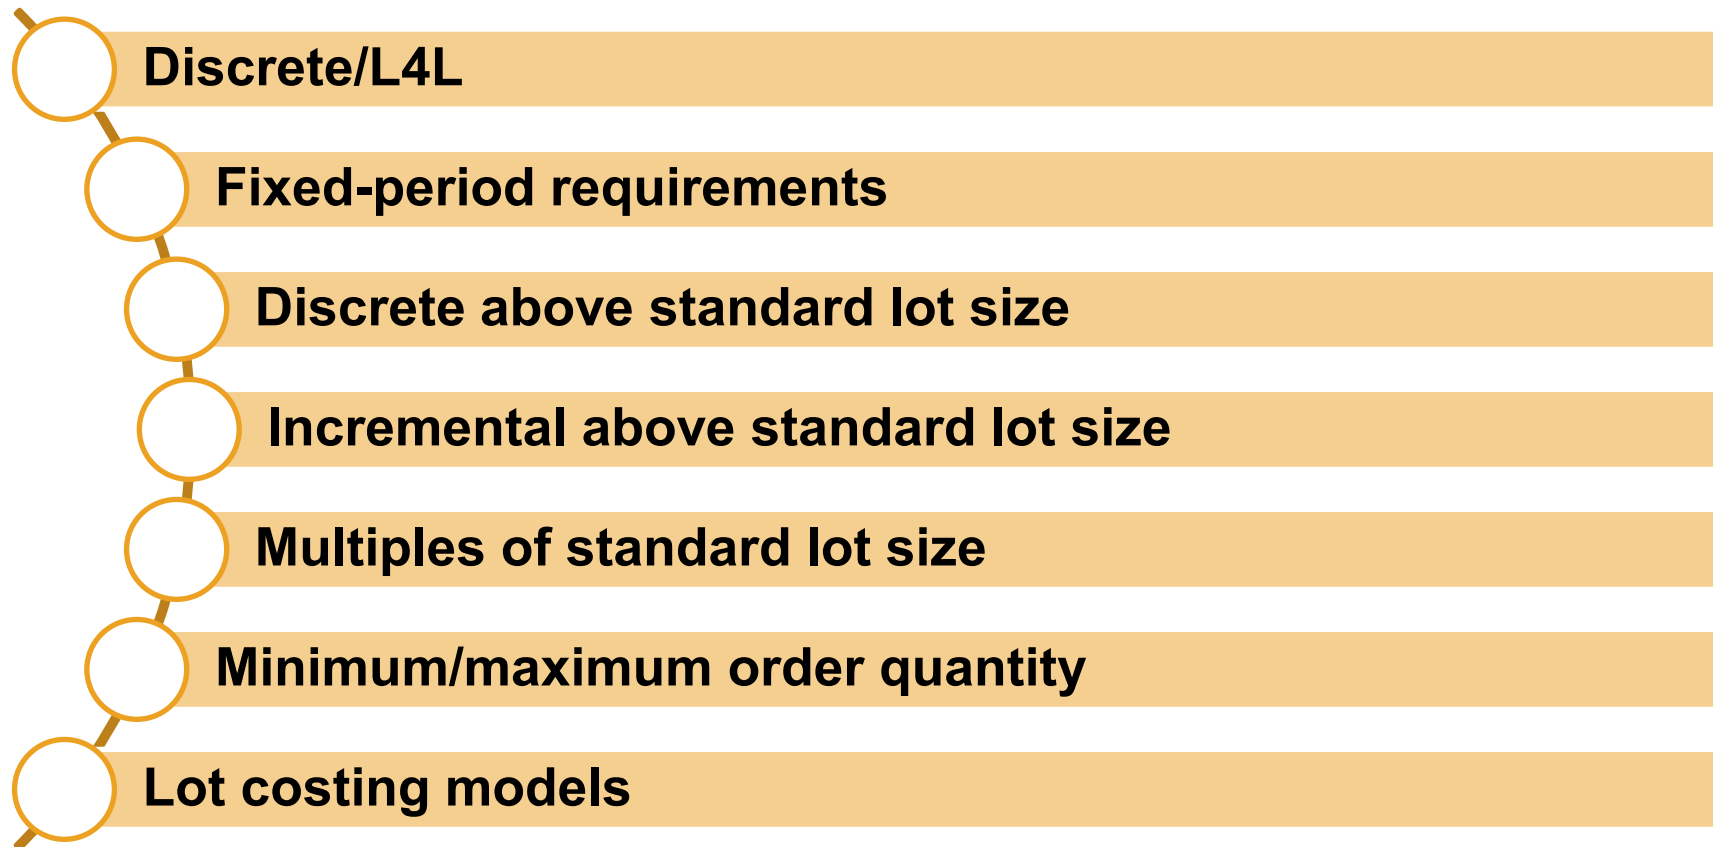 Discrete/L4L
Fixed-period requirements
Discrete above standard lot size
Incremental above standard lot size
Multiples of standard lot size
Minimum/maximum order quantity
Lot costing models